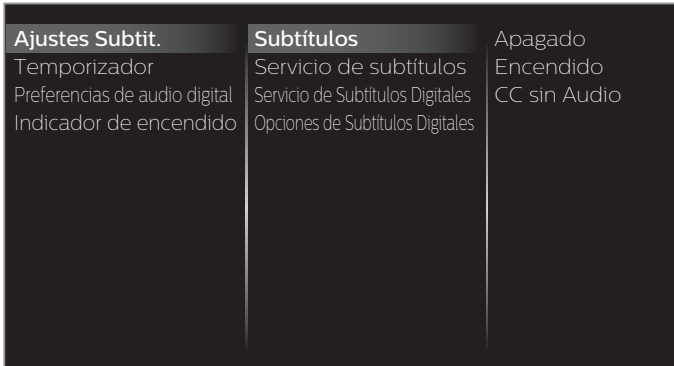 Ajustes Subtit.
Temporizador
Preferencias de audio digital
Indicador de encendido
Subtítulos
Servicio de subtítulos
Servicio de Subtítulos Digitales
Opciones de Subtítulos Digitales
Apagado
Encendido
CC sin Audio